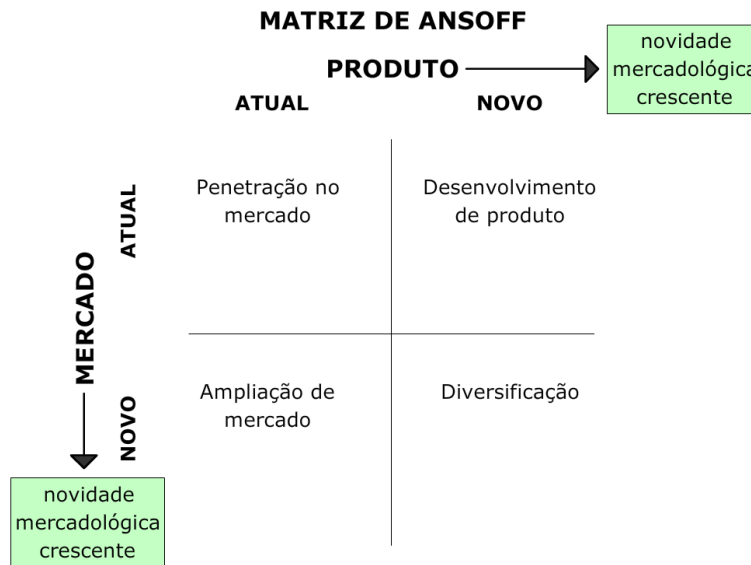 MATRIZ DE ANSOFF
PRODUTO
novidade
mercadológica
crescente
ATUAL
NOVO
MERCADO
ATUAL
Penetração no
mercado
Desenvolvimento
de produto
NOVO
Ampliação de
mercado
Diversificação
novidade
mercadológica
crescente